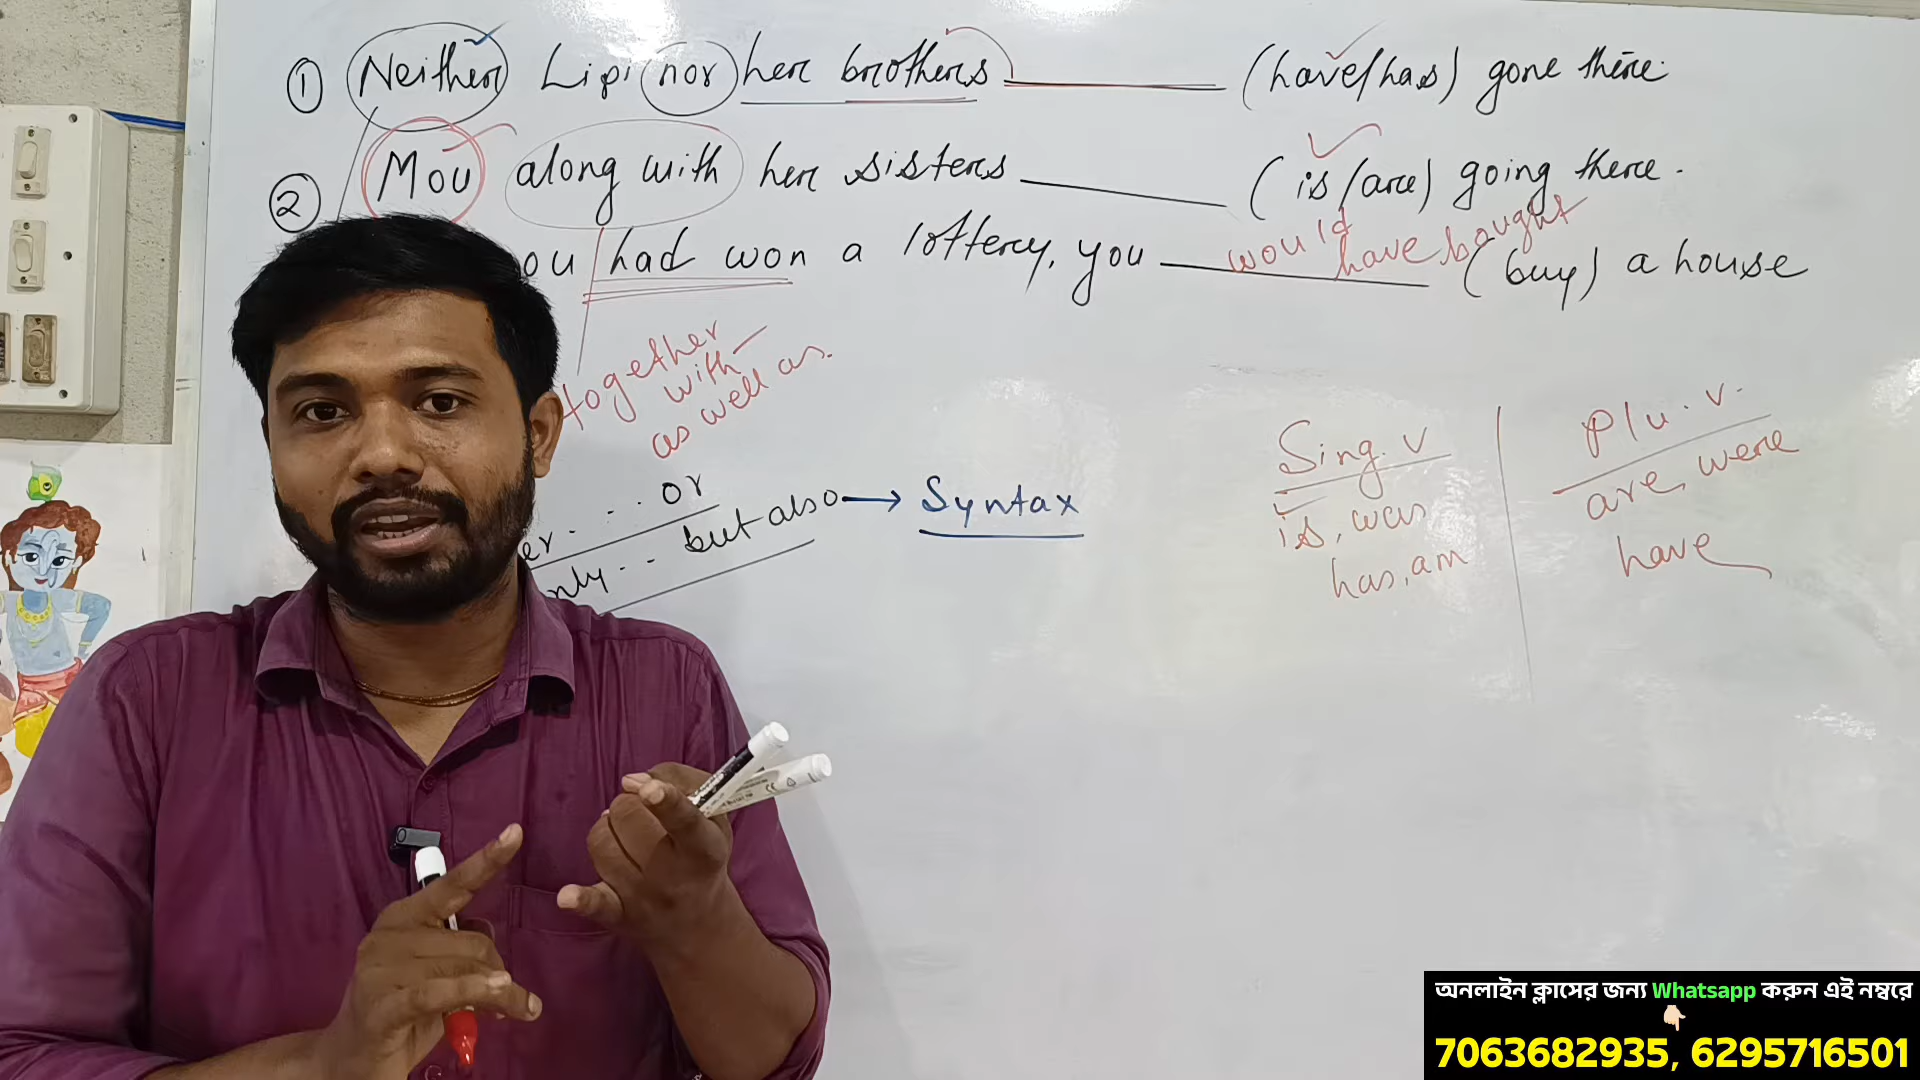 ① Neither Lipi nor her brothers ______ (have/has) gone there.
② Mou along with her sisters ______ (is/are) going there.
had won a lottery, you ______ (buy) a house
would have bought
together with
as well as
or
but also → Syntax
Sing. v
is, was
has, am
Plu. v.
are, were
have
অনলাইন ক্লাসের জন্য Whatsapp করুন এই নম্বরে
👇🏻
7063682935, 6295716501